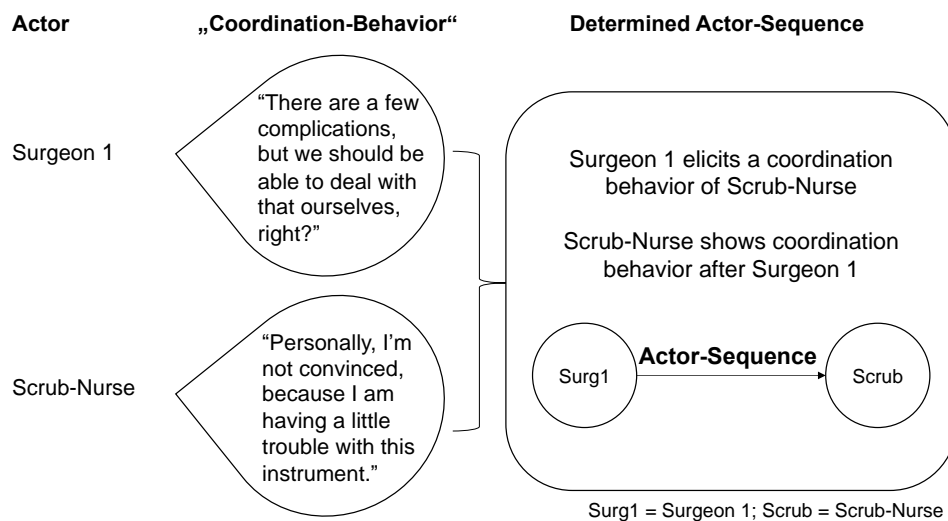 Actor
„Coordination-Behavior“
Determined Actor-Sequence
Surgeon 1
“There are a few
complications,
but we should be
able to deal with
that ourselves,
right?”
Scrub-Nurse
“Personally, I’m
not convinced,
because I am
having a little
trouble with this
instrument.”
Surgeon 1 elicits a coordination
behavior of Scrub-Nurse
Scrub-Nurse shows coordination
behavior after Surgeon 1
Actor-Sequence
Surg1
Scrub
Surg1 = Surgeon 1; Scrub = Scrub-Nurse